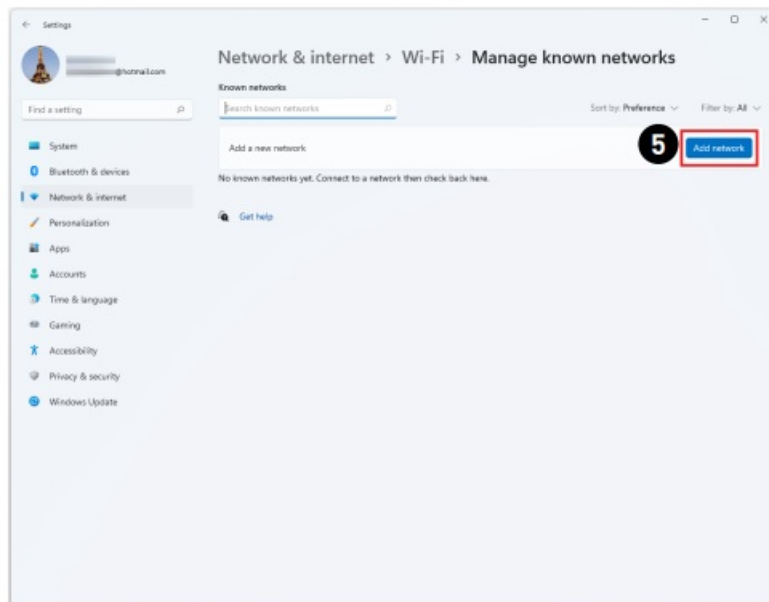 Settings
@hotmail.com
Network & internet > Wi-Fi > Manage known networks
Known networks
Find a setting
Search known networks
Sort by: Preference
Filter by: All
System
Add a new network
5
Add network
Bluetooth & devices
No known networks yet. Connect to a network then check back here.
Network & internet
Get help
Personalization
Apps
Accounts
Time & language
Gaming
Accessibility
Privacy & security
Windows Update